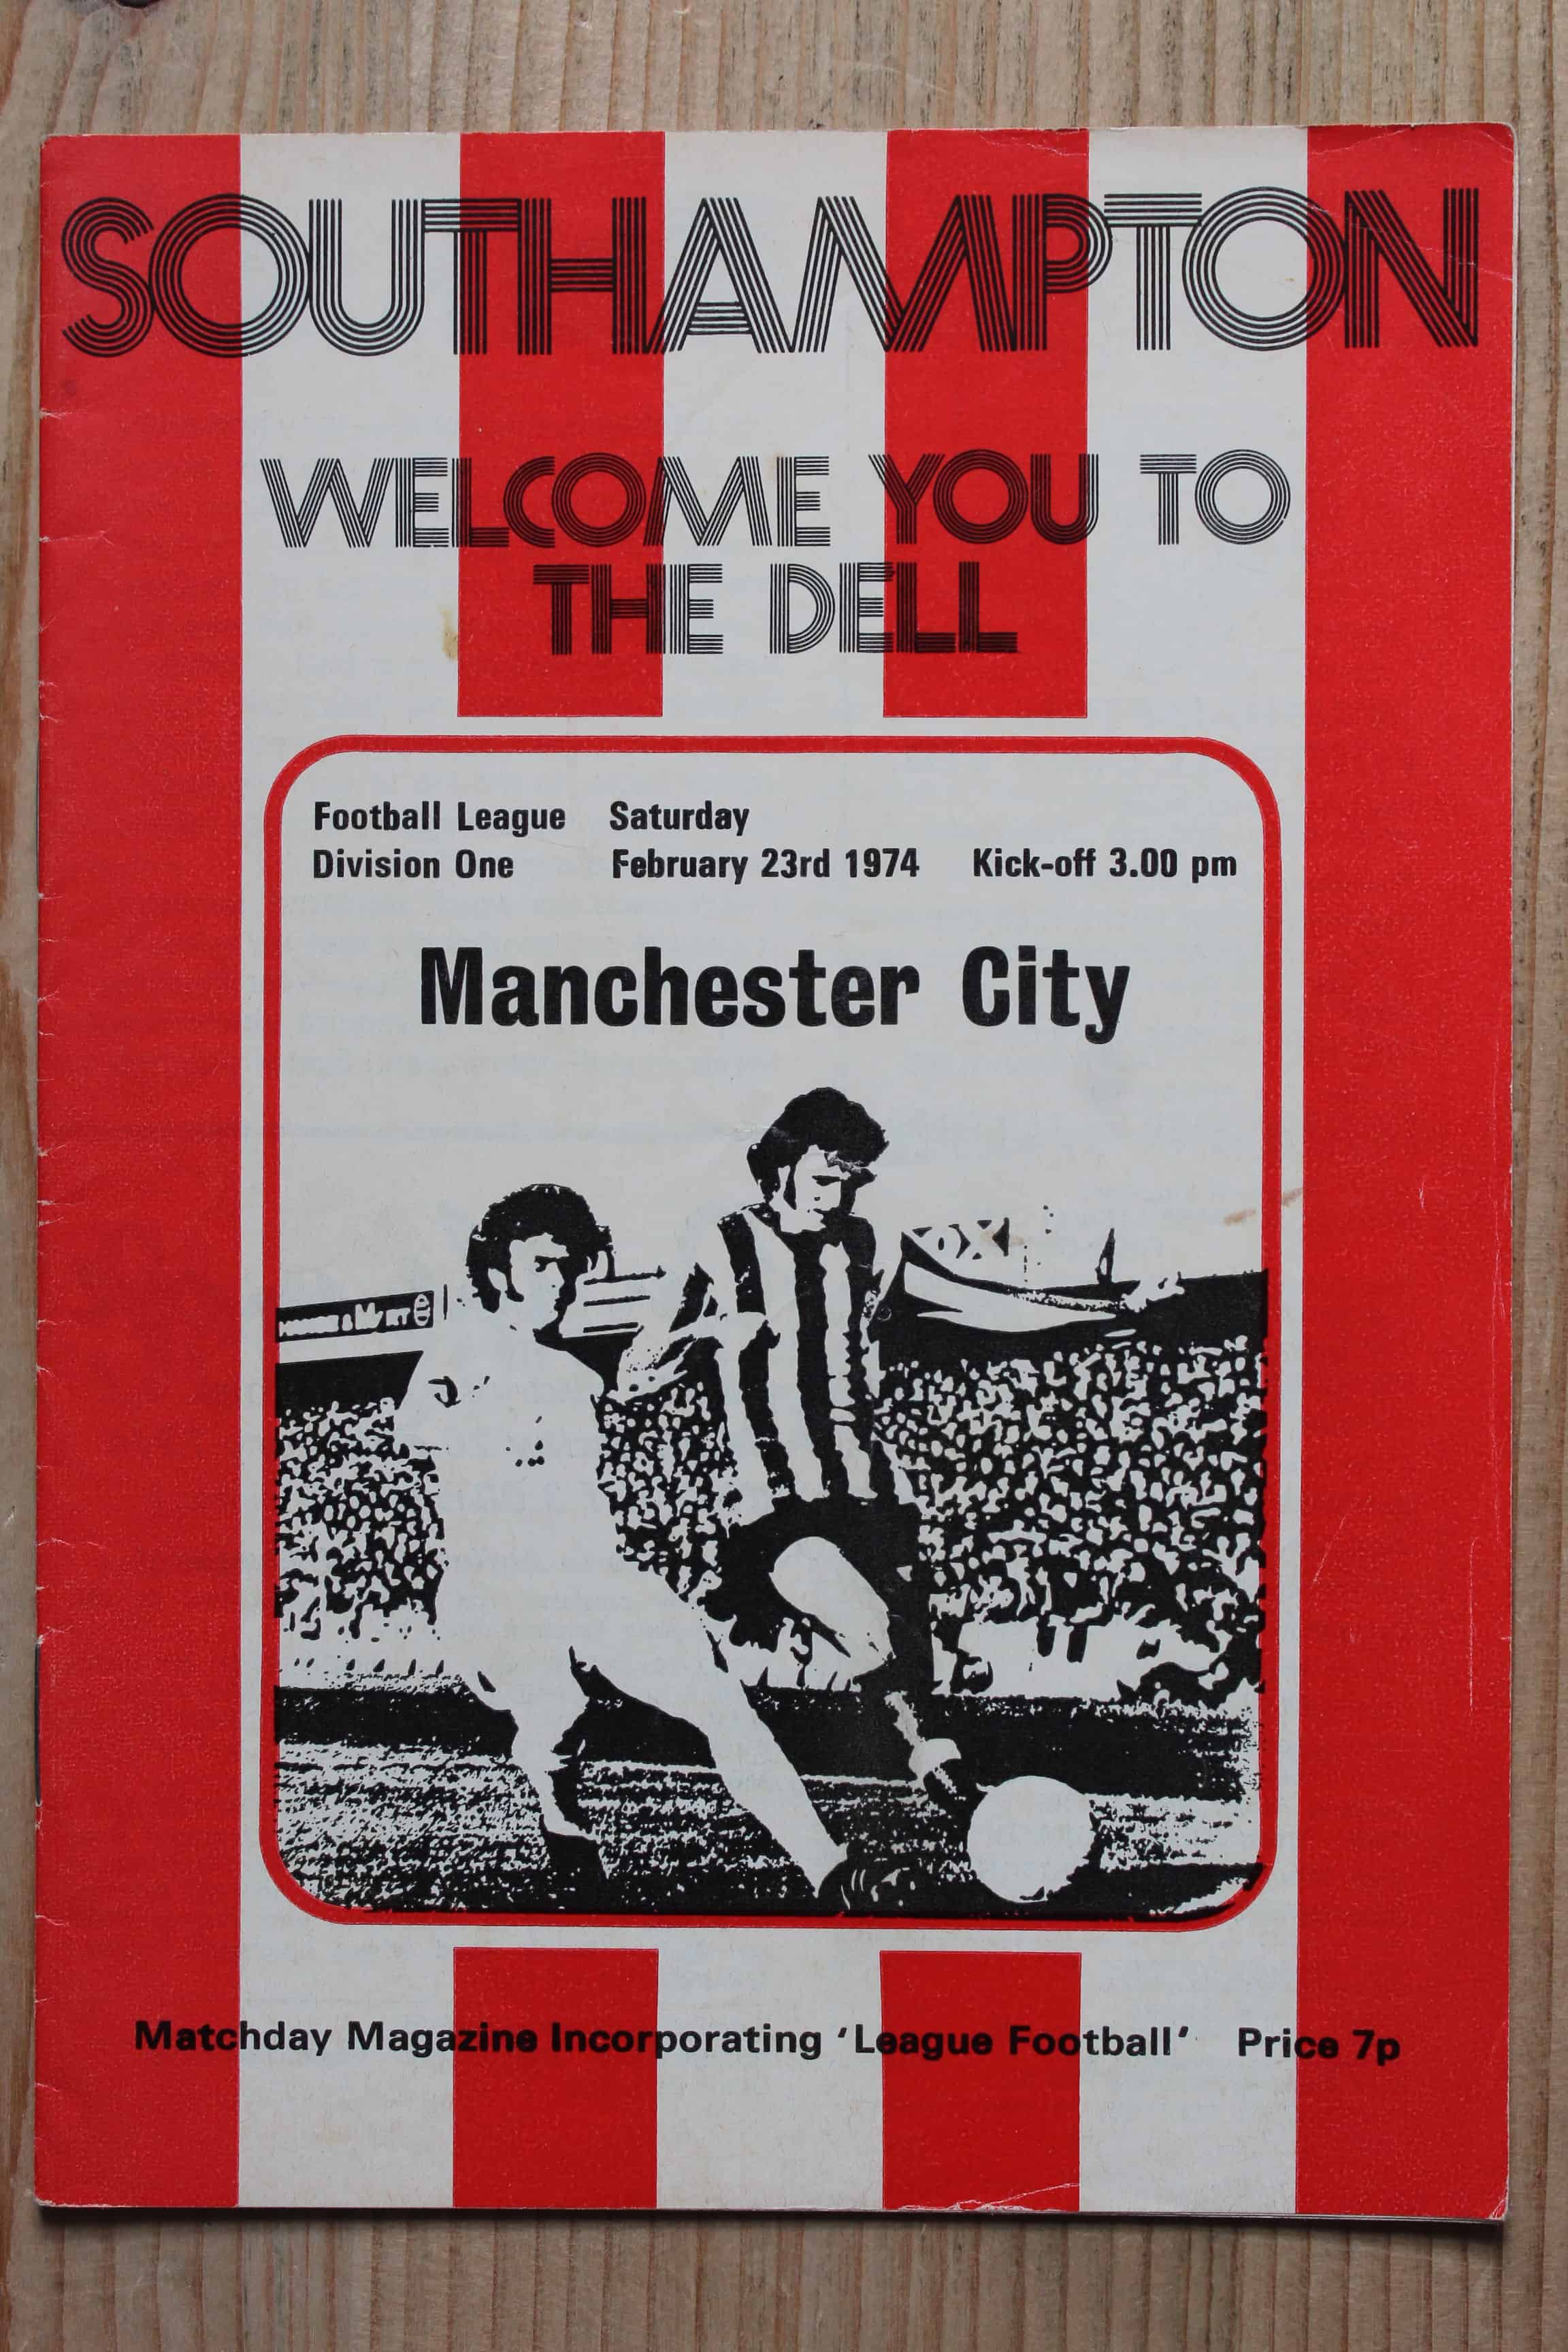 SOUTHAMPTON
WELCOME YOU TO
THE DELL
Football League Saturday
Division One February 23rd 1974 Kick-off 3.00 pm
Manchester City
Matchday Magazine Incorporating 'League Football' Price 7p